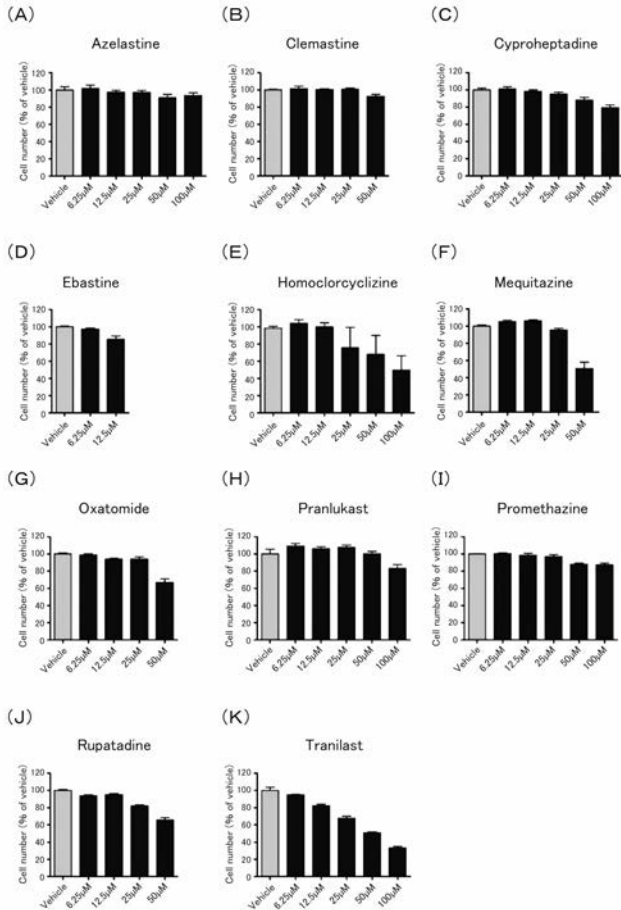 (A)
Azelastine
Cell number (% of vehicle)
120
100
80
60
40
20
0
Vehicle
6.25μM
12.5μM
25μM
50μM
100μM
(B)
Clemastine
Cell number (% of vehicle)
120
100
80
60
40
20
0
Vehicle
6.25μM
12.5μM
25μM
50μM
(C)
Cyproheptadine
Cell number (% of vehicle)
120
100
80
60
40
20
0
Vehicle
6.25μM
12.5μM
25μM
50μM
100μM
(D)
Ebastine
Cell number (% of vehicle)
120
100
80
60
40
20
0
Vehicle
6.25μM
12.5μM
(E)
Homoclorcyclizine
Cell number (% of vehicle)
120
100
80
60
40
20
0
Vehicle
6.25μM
12.5μM
25μM
50μM
100μM
(F)
Mequitazine
Cell number (% of vehicle)
120
100
80
60
40
20
0
Vehicle
6.25μM
12.5μM
25μM
50μM
(G)
Oxatomide
Cell number (% of vehicle)
120
100
80
60
40
20
0
Vehicle
6.25μM
12.5μM
25μM
50μM
(H)
Pranlukast
Cell number (% of vehicle)
120
100
80
60
40
20
0
Vehicle
6.25μM
12.5μM
25μM
50μM
100μM
(I)
Promethazine
Cell number (% of vehicle)
120
100
80
60
40
20
0
Vehicle
6.25μM
12.5μM
25μM
50μM
100μM
(J)
Rupatadine
Cell number (% of vehicle)
120
100
80
60
40
20
0
Vehicle
6.25μM
12.5μM
25μM
50μM
(K)
Tranilast
Cell number (% of vehicle)
120
100
80
60
40
20
0
Vehicle
6.25μM
12.5μM
25μM
50μM
100μM